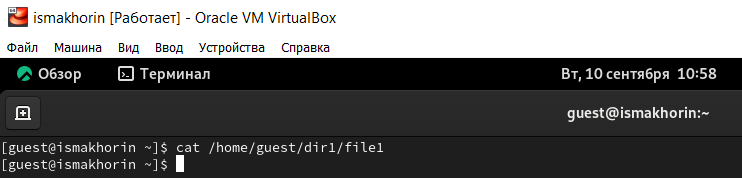 ismakhorin [Работает] - Oracle VM VirtualBox
Файл Машина Вид Ввод Устройства Справка
Обзор Терминал Вт, 10 сентября 10:58
guest@ismakhorin:~
[guest@ismakhorin ~]$ cat /home/guest/dir1/file1
[guest@ismakhorin ~]$